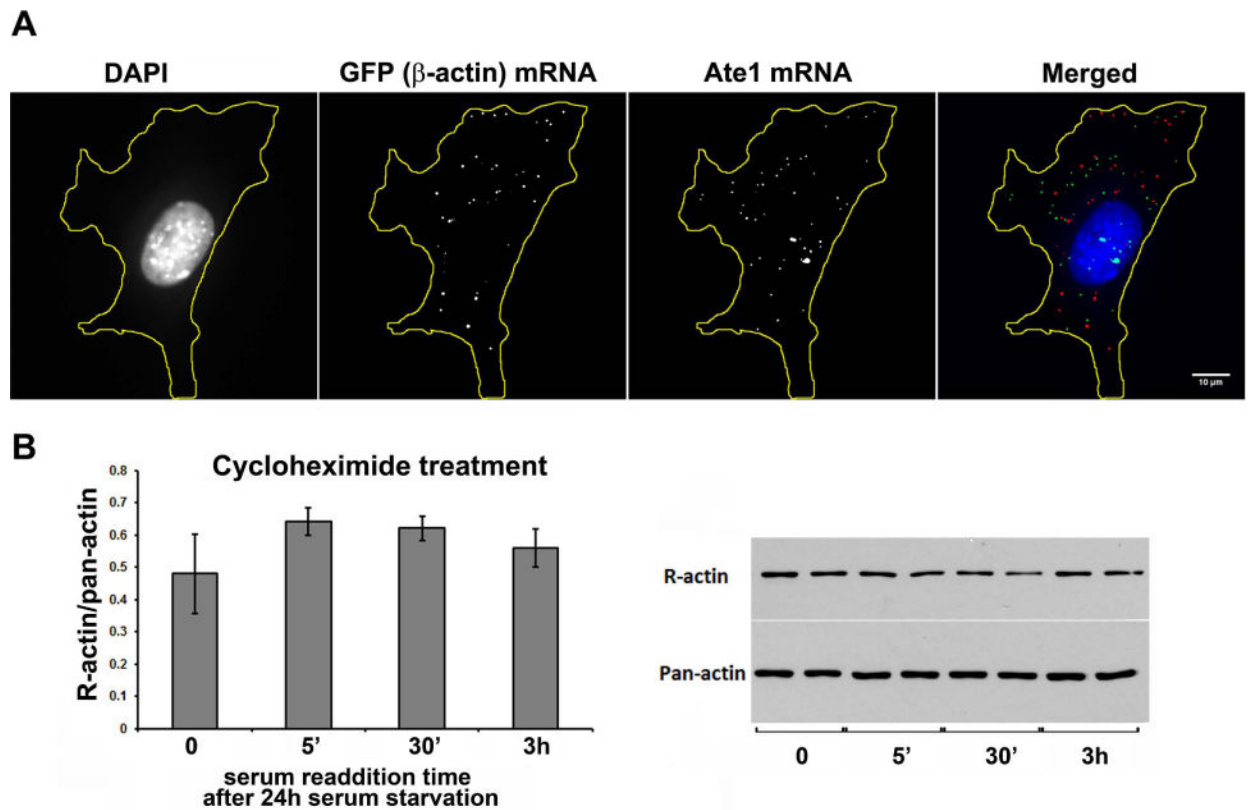 A
DAPI
GFP (β-actin) mRNA
Ate1 mRNA
Merged
10 µm
B
Cycloheximide treatment
R-actin/pan-actin
0.8
0.7
0.6
0.5
0.4
0.3
0.2
0.1
0
0 5’ 30’ 3h
serum readdition time
after 24h serum starvation
R-actin
Pan-actin
0 5’ 30’ 3h